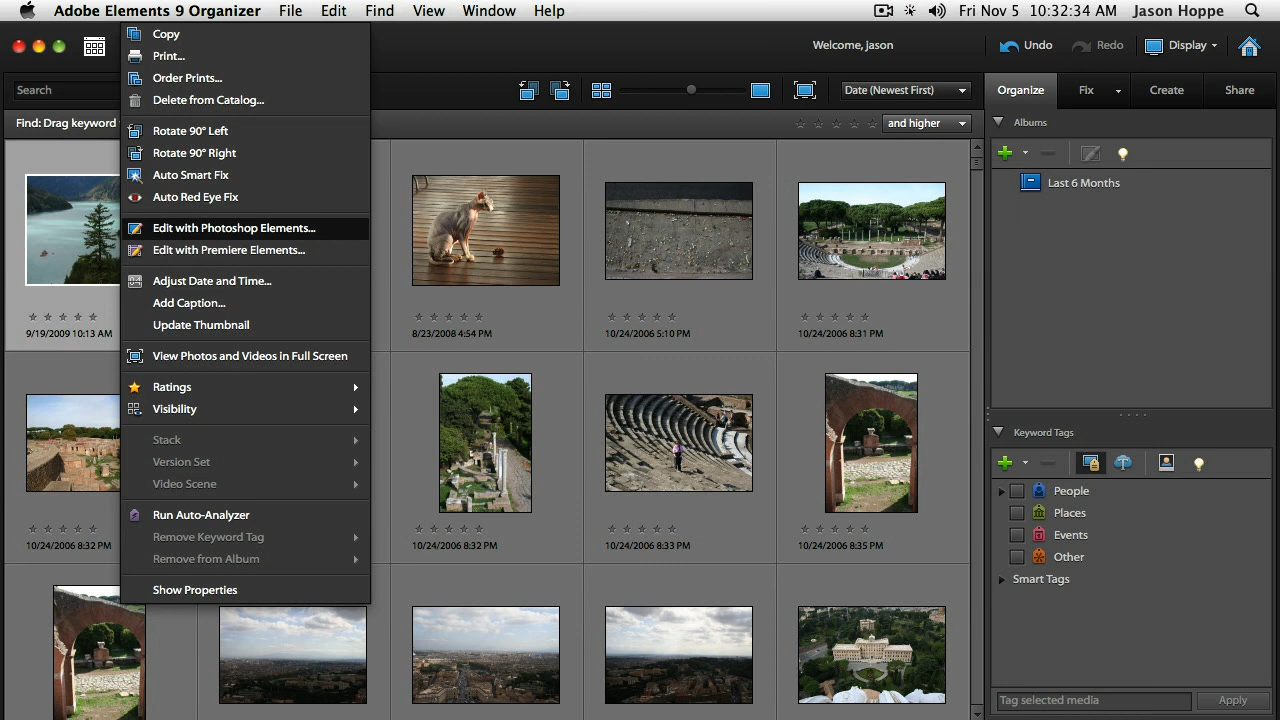 Adobe Elements 9 Organizer File Edit Find View Window Help Fri Nov 5 10:32:34 AM Jason Hoppe
Welcome, Jason Undo Redo Display
Search Date (Newest First) Organize Fix Create Share
Find: Drag keyword and higher Albums
Last 6 Months
Copy
Print...
Order Prints...
Delete from Catalog...
Rotate 90° Left
Rotate 90° Right
Auto Smart Fix
Auto Red Eye Fix
Edit with Photoshop Elements...
Edit with Premiere Elements...
Adjust Date and Time...
Add Caption...
Update Thumbnail
View Photos and Videos in Full Screen
Ratings
Visibility
Stack
Version Set
Video Scene
Run Auto-Analyzer
Remove Keyword Tag
Remove from Album
Show Properties
9/19/2009 10:13 AM 8/23/2008 4:54 PM 10/24/2006 5:10 PM 10/24/2006 8:31 PM
10/24/2006 8:32 PM 10/24/2006 8:32 PM 10/24/2006 8:33 PM 10/24/2006 8:35 PM
Keyword Tags
People
Places
Events
Other
Smart Tags
Tag selected media Apply